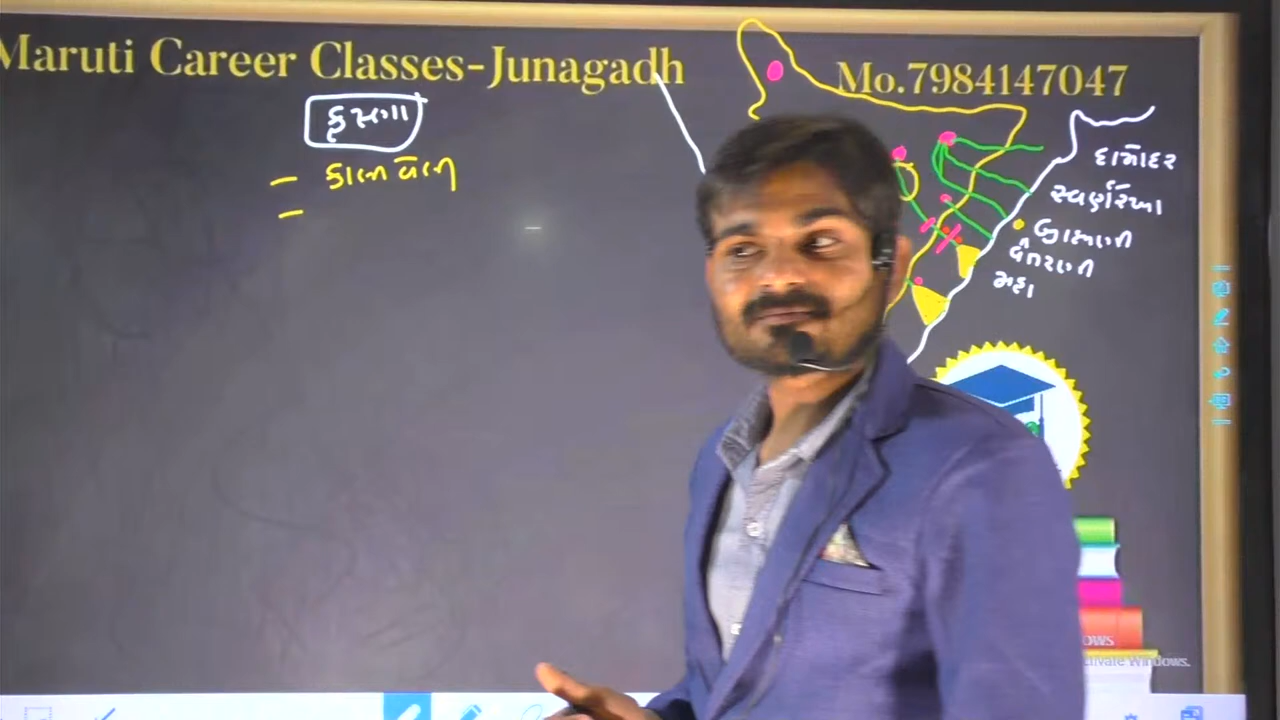 Maruti Career Classes-Junagadh
Mo.7984147047
કૃષ્ણા
દામોદર
સ્વર્ણરેખા
બ્રાહ્મણી
વૈતરણી
મહા